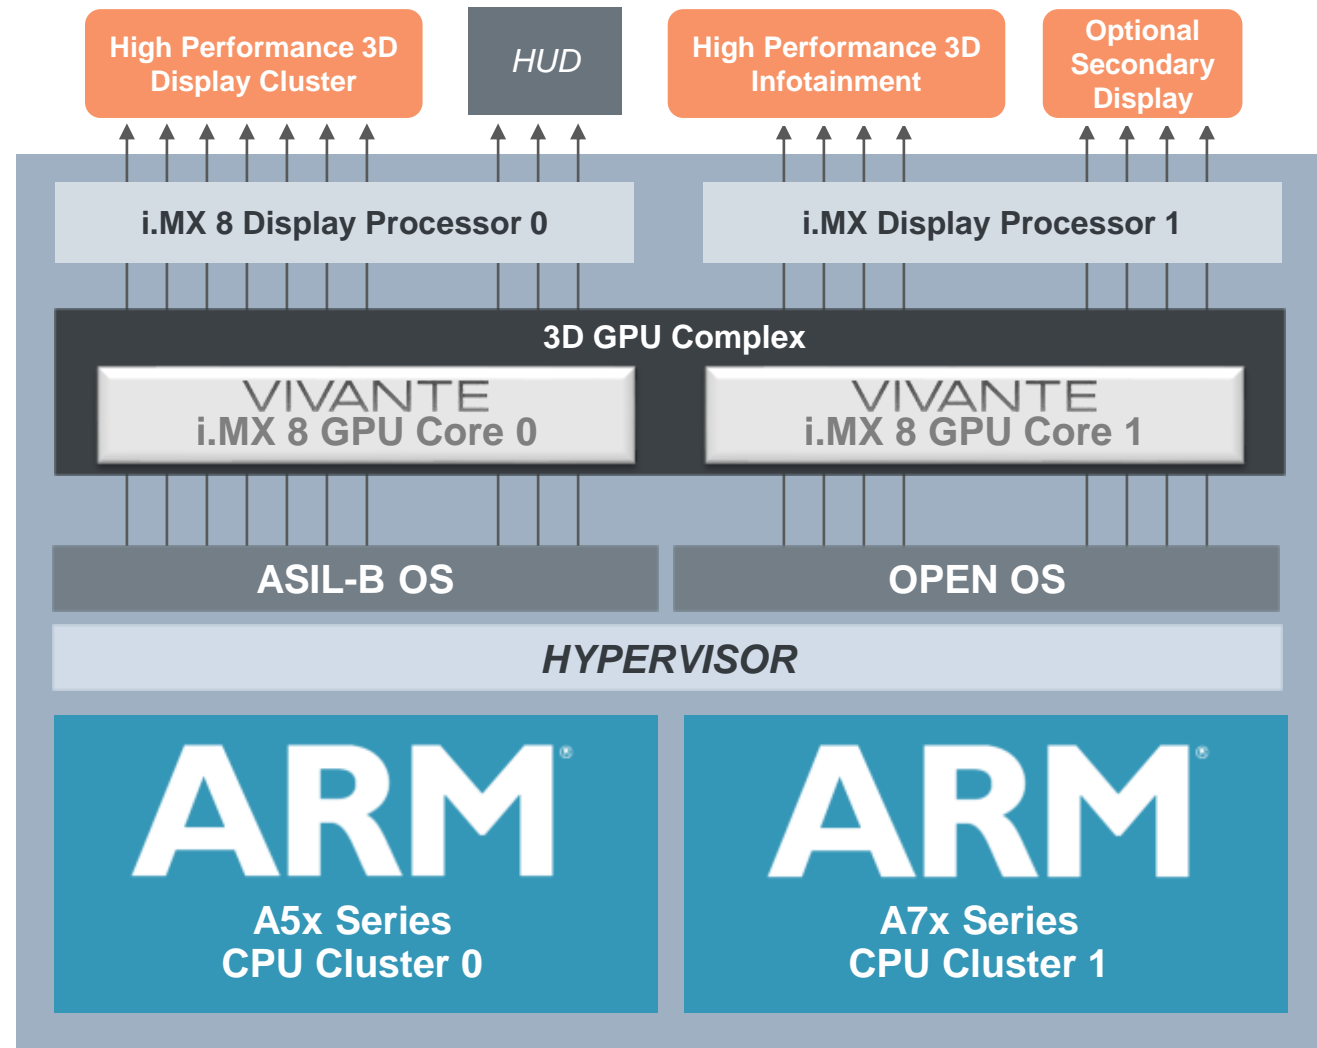 High Performance 3D
Display Cluster
HUD
High Performance 3D
Infotainment
Optional
Secondary
Display
i.MX 8 Display Processor 0
i.MX Display Processor 1
3D GPU Complex
VIVANTE
i.MX 8 GPU Core 0
VIVANTE
i.MX 8 GPU Core 1
ASIL-B OS
OPEN OS
HYPERVISOR
ARM®
A5x Series
CPU Cluster 0
ARM®
A7x Series
CPU Cluster 1